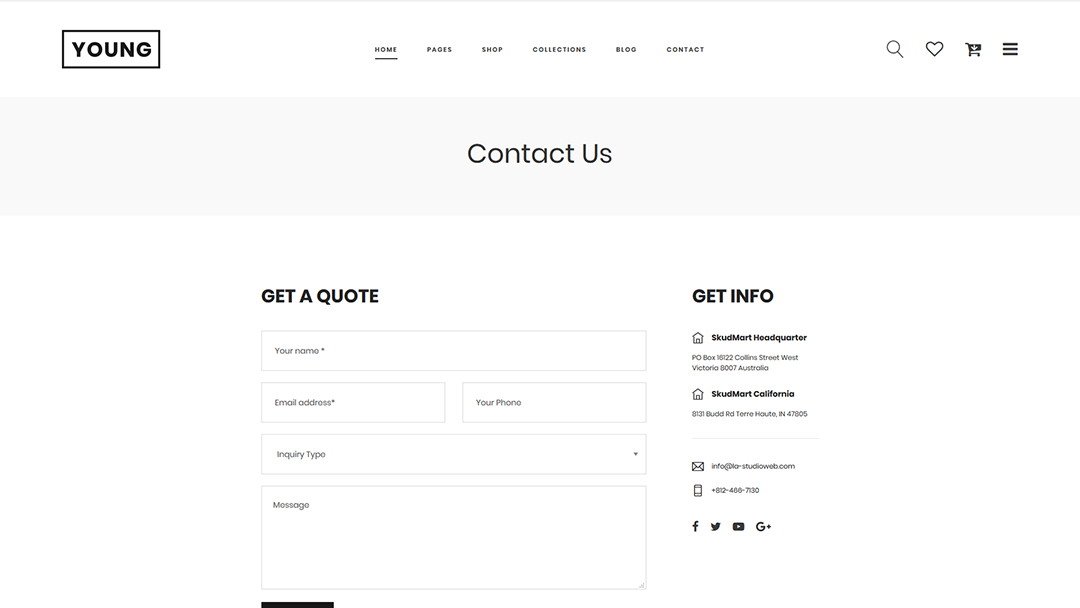 YOUNG
HOME PAGES SHOP COLLECTIONS BLOG CONTACT
Contact Us
GET A QUOTE
Your name *
Email address*
Your Phone
Inquiry Type
Message
GET INFO
SkudMart Headquarter
PO Box 16122 Collins Street West
Victoria 8007 Australia
SkudMart California
8131 Budd Rd Terre Haute, IN 47805
info@la-studioweb.com
+812-466-7130
G+